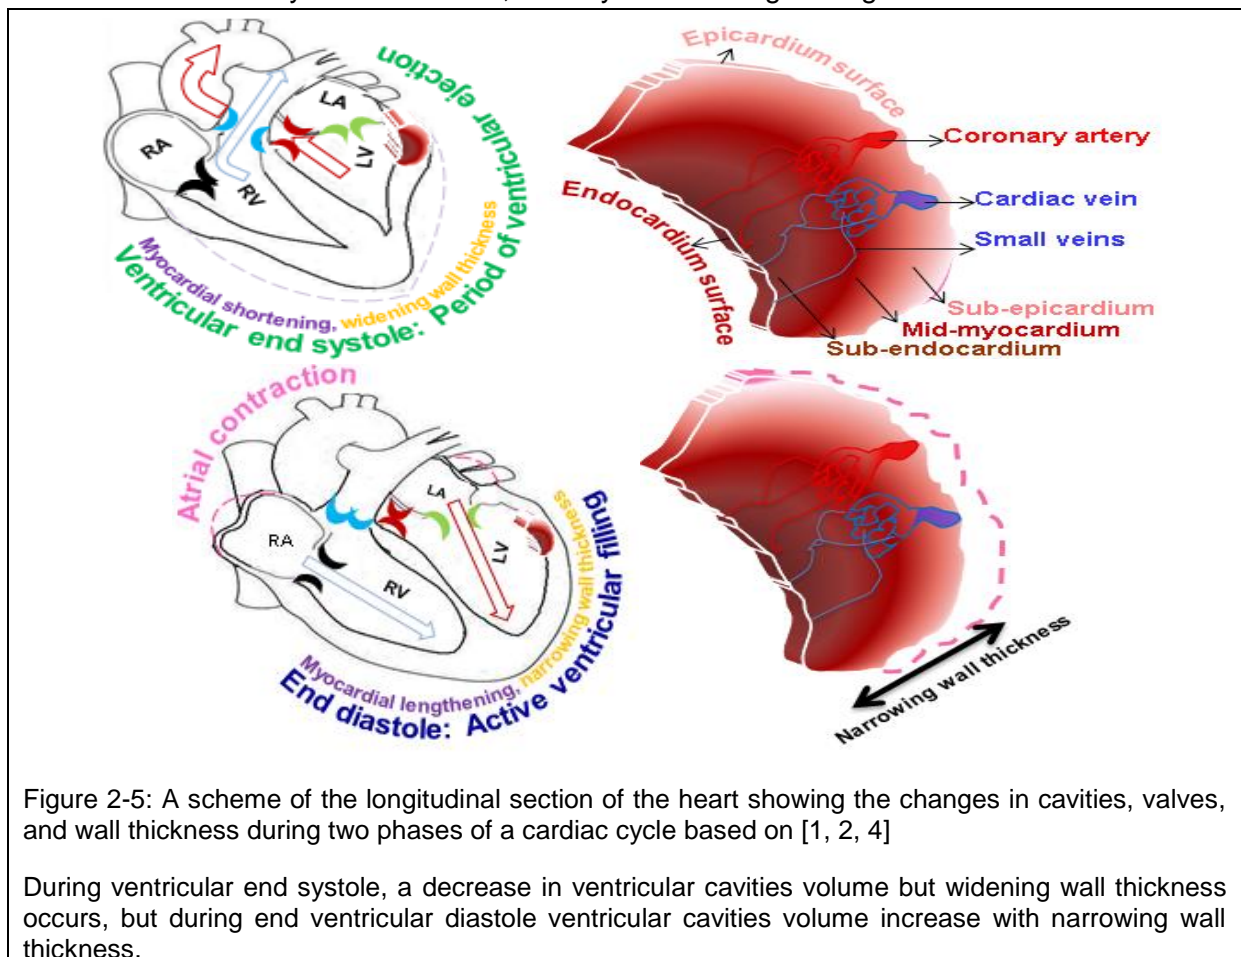 Epicardium surface
Coronary artery
Cardiac vein
Small veins
Sub-epicardium
Mid-myocardium
Sub-endocardium
Endocardium surface
LA
RA
LV
RV
Myocardial shortening, widening wall thickness
Ventricular end systole: Period of ventricular ejection
Atrial contraction
LA
RA
LV
RV
Myocardial lengthening, narrowing wall thickness
End diastole: Active ventricular filling
Narrowing wall thickness
Figure 2-5: A scheme of the longitudinal section of the heart showing the changes in cavities, valves,
and wall thickness during two phases of a cardiac cycle based on [1, 2, 4]
During ventricular end systole, a decrease in ventricular cavities volume but widening wall thickness
occurs, but during end ventricular diastole ventricular cavities volume increase with narrowing wall
thickness.